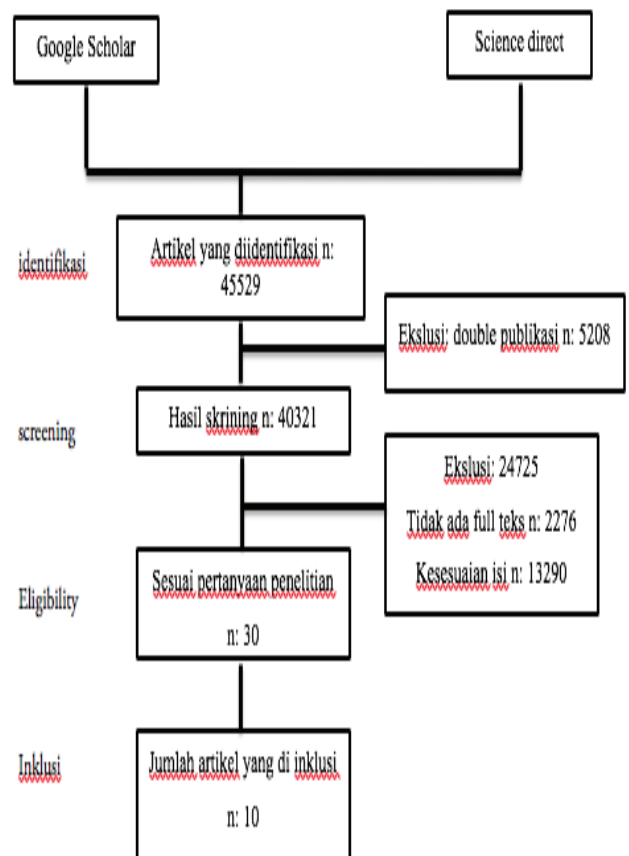 Google Scholar
Science direct
identifikasi
Artikel yang diidentifikasi n:
45529
Ekslusi: double publikasi n: 5208
screening
Hasil skrining n: 40321
Ekslusi: 24725
Tidak ada full teks n: 2276
Kesesuaian isi n: 13290
Eligibility
Sesuai pertanyaan penelitian
n: 30
Inklusi
Jumlah artikel yang di inklusi
n: 10